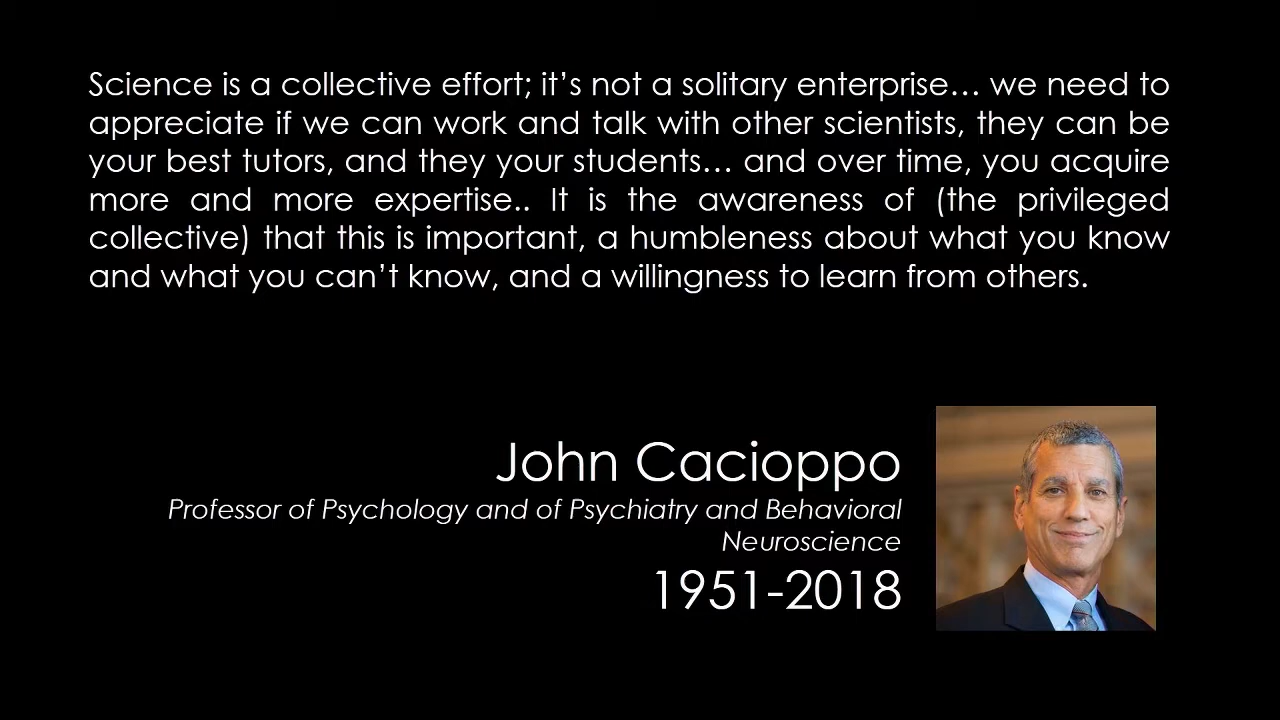 Science is a collective effort; it’s not a solitary enterprise… we need to
appreciate if we can work and talk with other scientists, they can be
your best tutors, and they your students… and over time, you acquire
more and more expertise.. It is the awareness of (the privileged
collective) that this is important, a humbleness about what you know
and what you can’t know, and a willingness to learn from others.
John Cacioppo
Professor of Psychology and of Psychiatry and Behavioral
Neuroscience
1951-2018